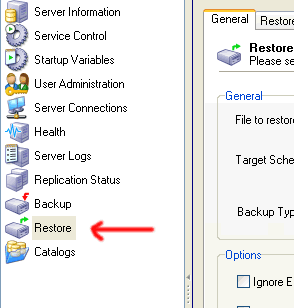 Server Information
Service Control
Startup Variables
User Administration
Server Connections
Health
Server Logs
Replication Status
Backup
Restore
Catalogs
General
Restore
Restore
Please se
General
File to restore
Target Sche
Backup Typ
Options
Ignore E